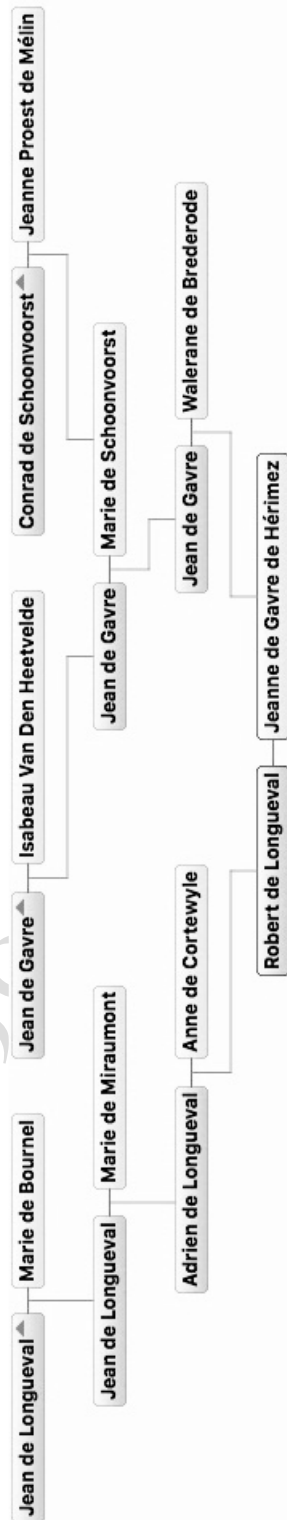 Jean de Longueval
Marie de Bournel
Jean de Gavre
Isabeau Van Den Heetvelde
Conrad de Schoonvoorst
Jeanne Proest de Mélin
Jean de Longueval
Marie de Miraumont
Jean de Gavre
Marie de Schoonvoorst
Adrien de Longueval
Anne de Cortewyle
Jean de Gavre
Walerane de Brederode
Robert de Longueval
Jeanne de Gavre de Hérimez